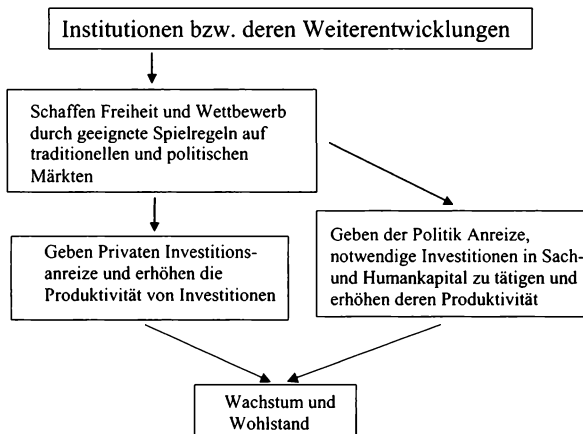 Institutionen bzw. deren Weiterentwicklungen
Schaffen Freiheit und Wettbewerb
durch geeignete Spielregeln auf
traditionellen und politischen
Märkten
Geben Privaten Investitions-
anreize und erhöhen die
Produktivität von Investitionen
Geben der Politik Anreize,
notwendige Investitionen in Sach-
und Humankapital zu tätigen und
erhöhen deren Produktivität
Wachstum und
Wohlstand